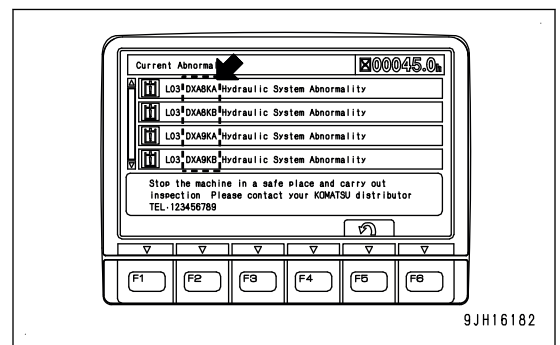 Current Abnorma
00045.0h
L03 DXA8KA Hydraulic System Abnormality
L03 DXA8KB Hydraulic System Abnormality
L03 DXA9KA Hydraulic System Abnormality
L03 DXA9KB Hydraulic System Abnormality
Stop the machine in a safe place and carry out
inspection Please contact your KOMATSU distributor
TEL·123456789
F1 F2 F3 F4 F5 F6
9JH16182